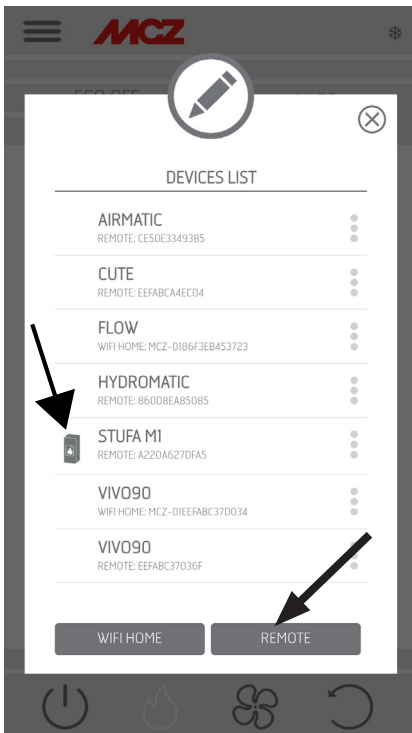 MCZ
DEVICES LIST
AIRMATIC
REMOTE: CE50E3349385
CUTE
REMOTE: EEFABCA4EC04
FLOW
WIFI HOME: MCZ-0186F3EB453723
HYDROMATIC
REMOTE: 860D8EA85085
STUFA M1
REMOTE: A220A627DFA5
VIVO90
WIFI HOME: MCZ-01EEFABC37D034
VIVO90
REMOTE: EEFABC37036F
WIFI HOME REMOTE